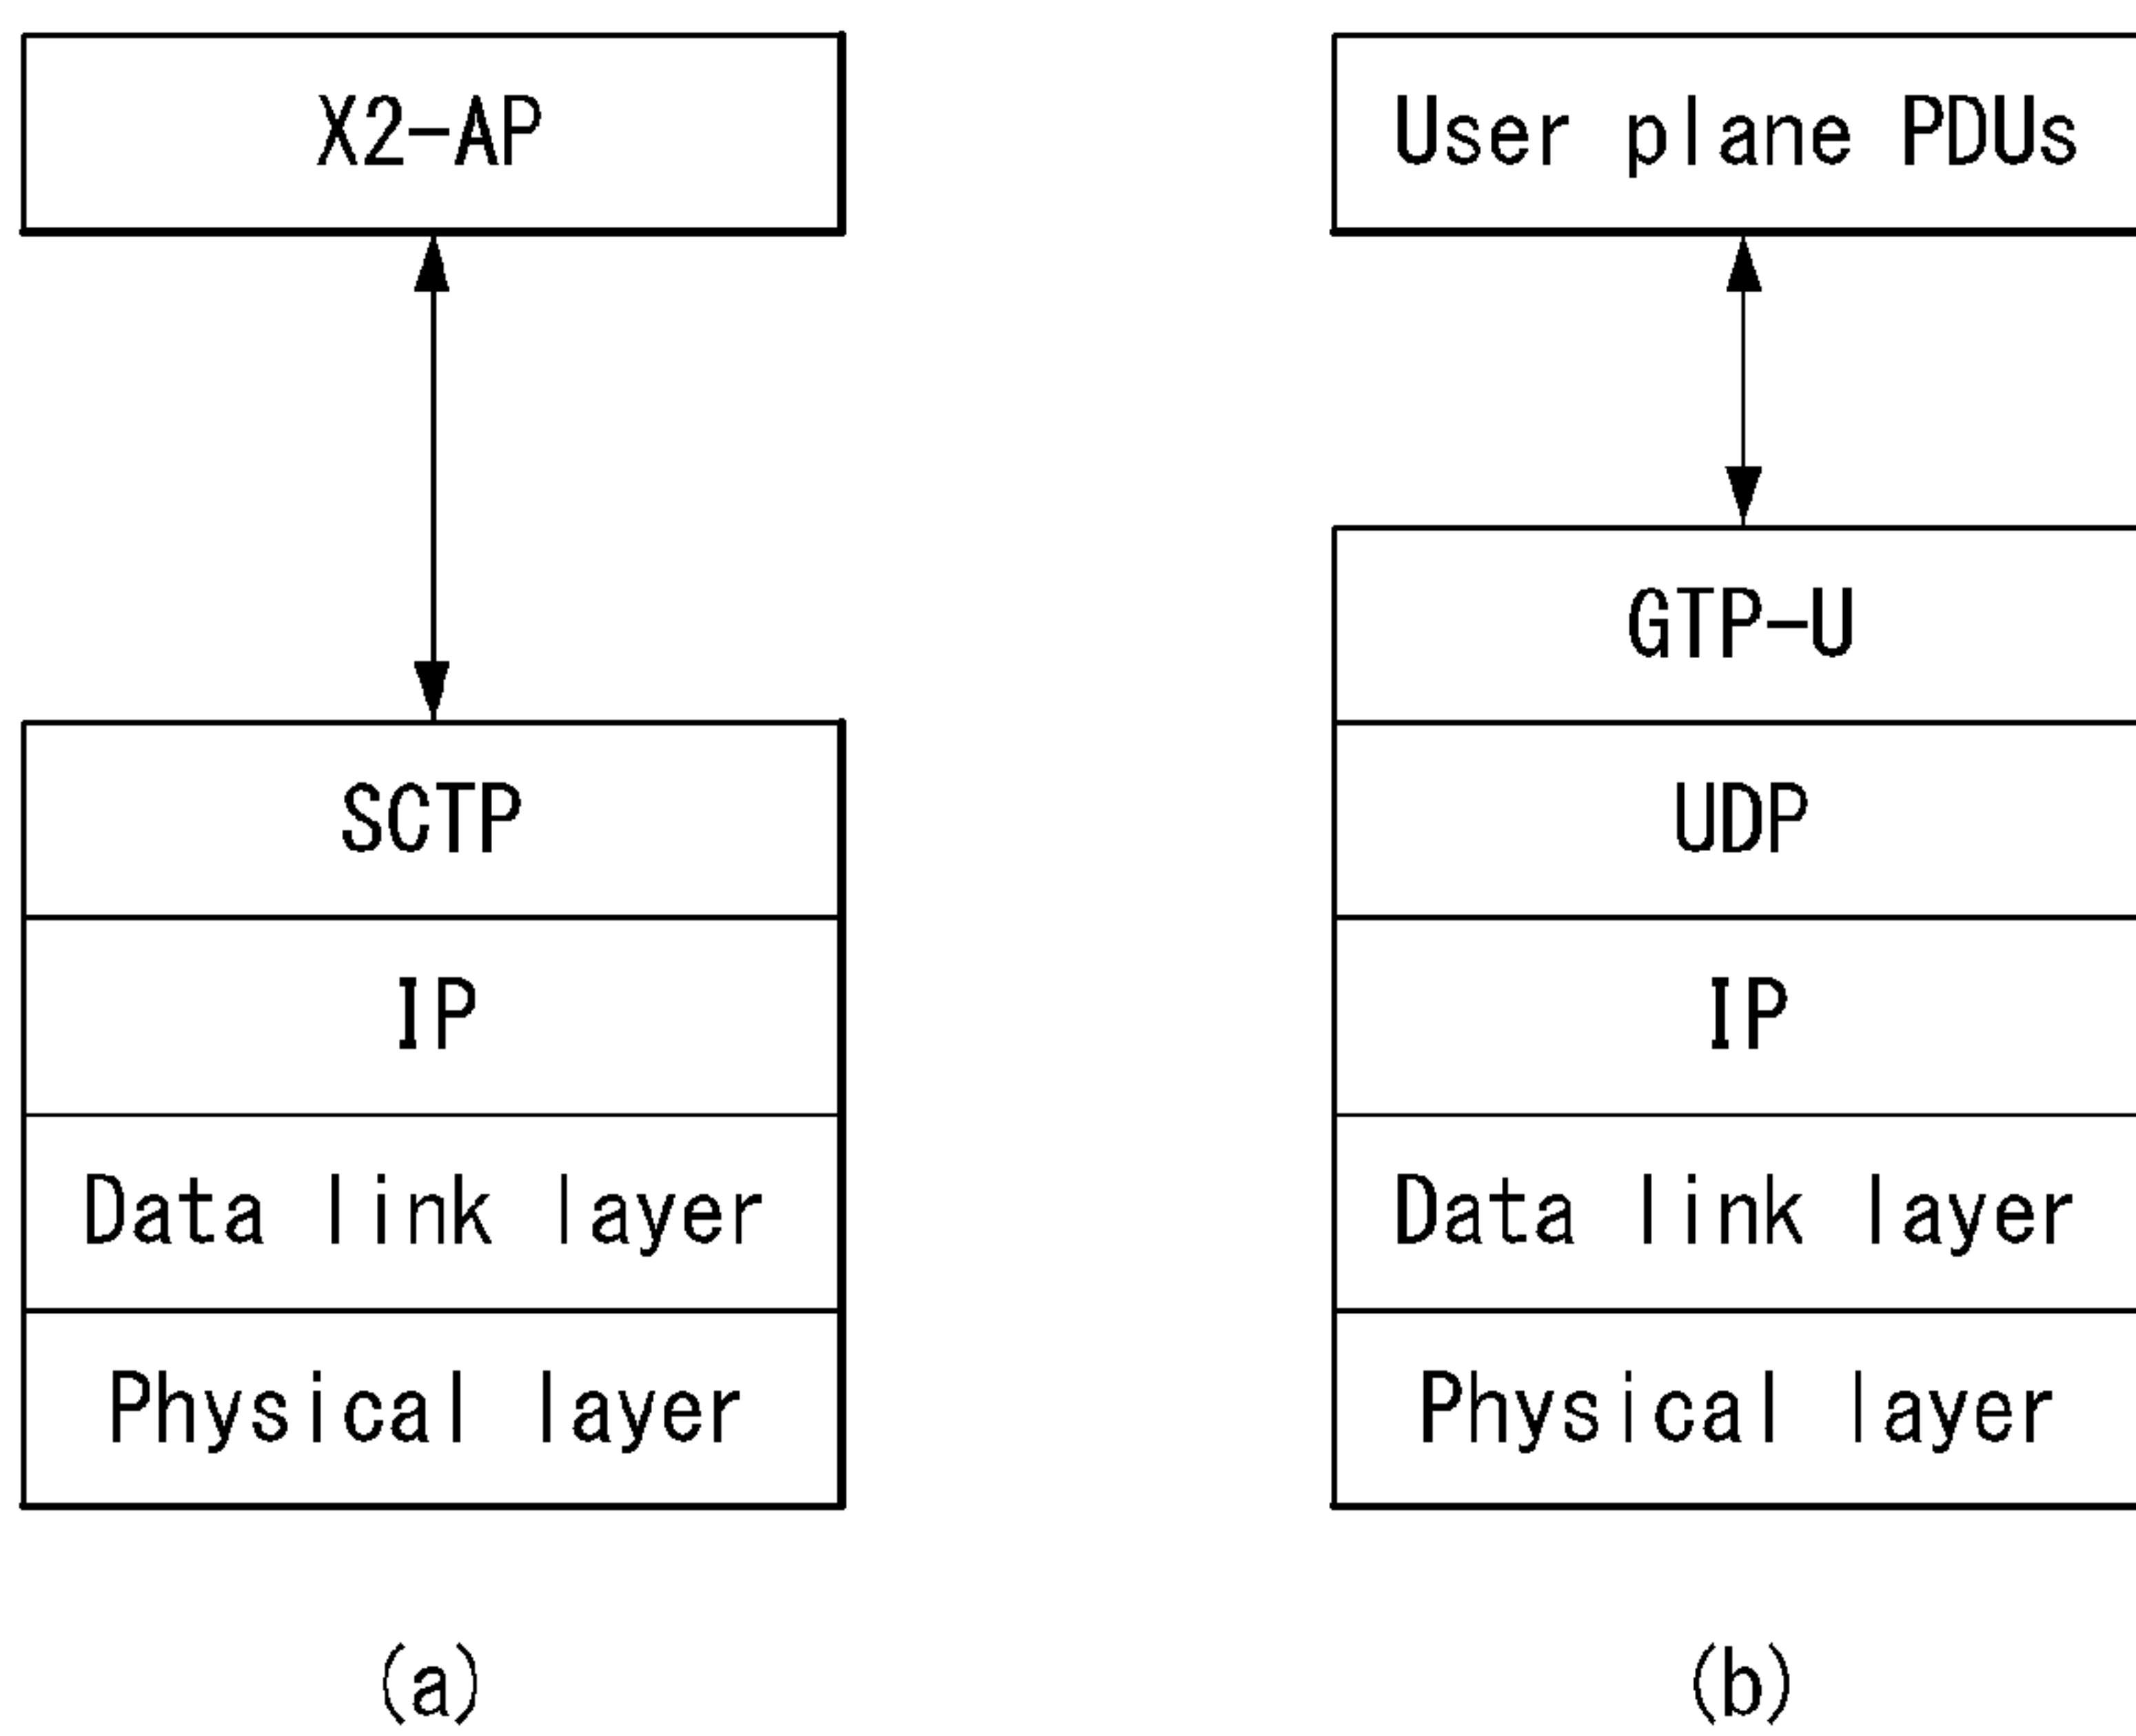 X2-AP
SCTP
IP
Data link layer
Physical layer
(a)
User plane PDUs
GTP-U
UDP
IP
Data link layer
Physical layer
(b)